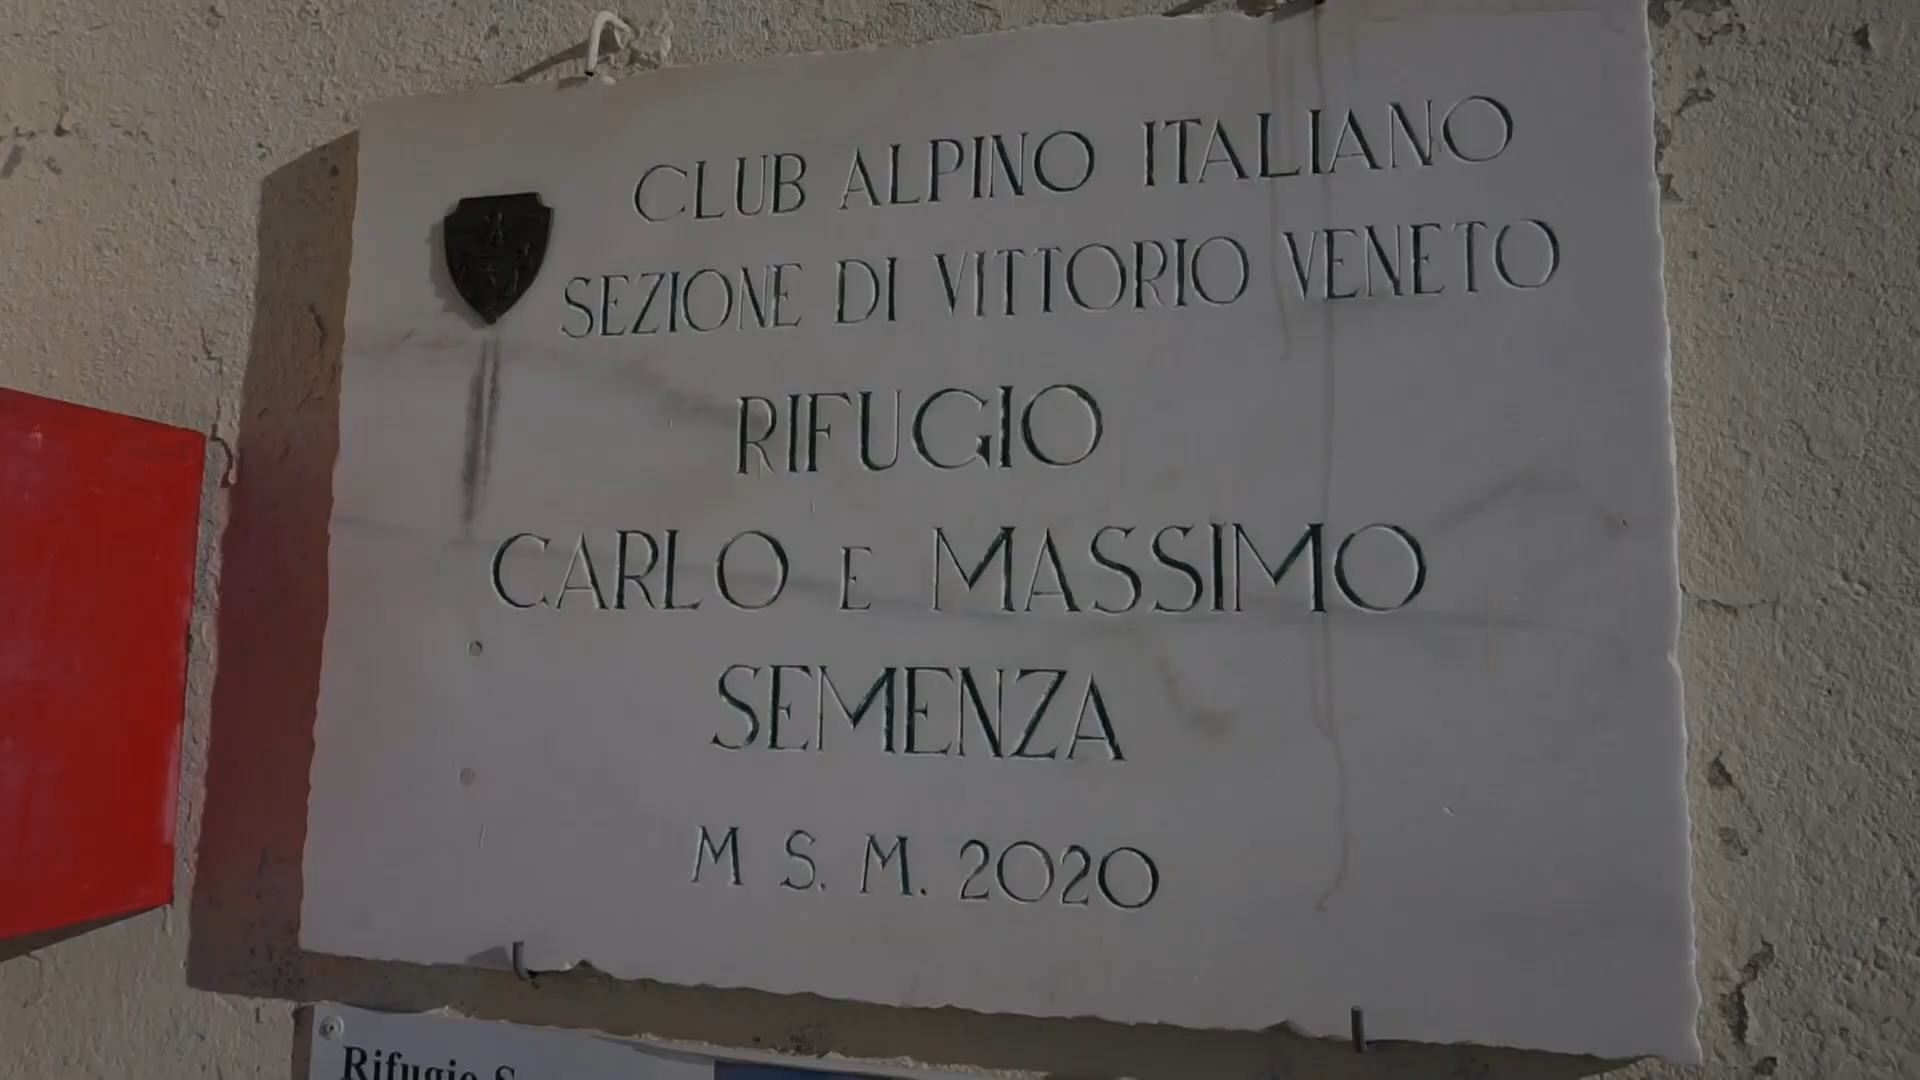 CLUB ALPINO ITALIANO
SEZIONE DI VITTORIO VENETO
RIFUGIO
CARLO E MASSIMO
SEMENZA
M S. M. 2020
Rifugio S